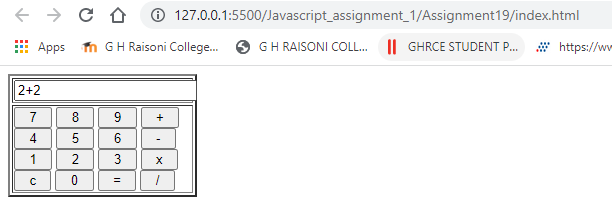 127.0.0.1:5500/Javascript_assignment_1/Assignment19/index.html
Apps G H Raisoni College... G H RAISONI COLL... GHRCE STUDENT P... https://ww
2+2
7 8 9 +
4 5 6 -
1 2 3 x
c 0 = /